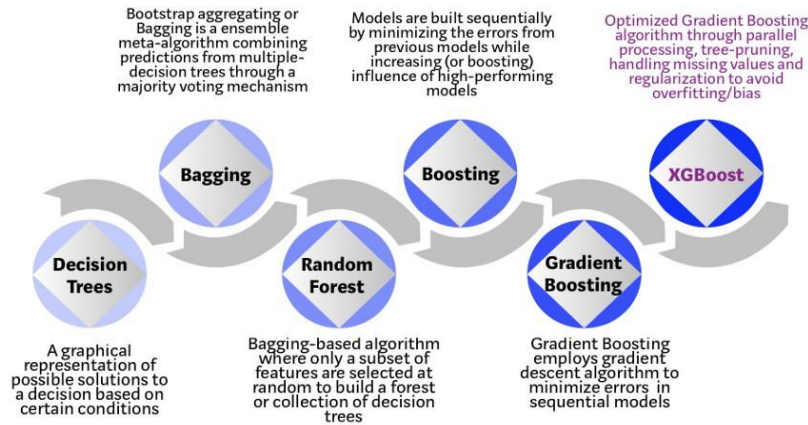 Bootstrap aggregating or
Bagging is a ensemble
meta-algorithm combining
predictions from multiple-
decision trees through a
majority voting mechanism
Models are built sequentially
by minimizing the errors from
previous models while
increasing (or boosting)
influence of high-performing
models
Optimized Gradient Boosting
algorithm through parallel
processing, tree-pruning,
handling missing values and
regularization to avoid
overfitting/bias
Bagging
Boosting
XGBoost
Decision
Trees
Random
Forest
Gradient
Boosting
A graphical
representation of
possible solutions to
a decision based on
certain conditions
Bagging-based algorithm
where only a subset of
features are selected at
random to build a forest
or collection of decision
trees
Gradient Boosting
employs gradient
descent algorithm to
minimize errors in
sequential models